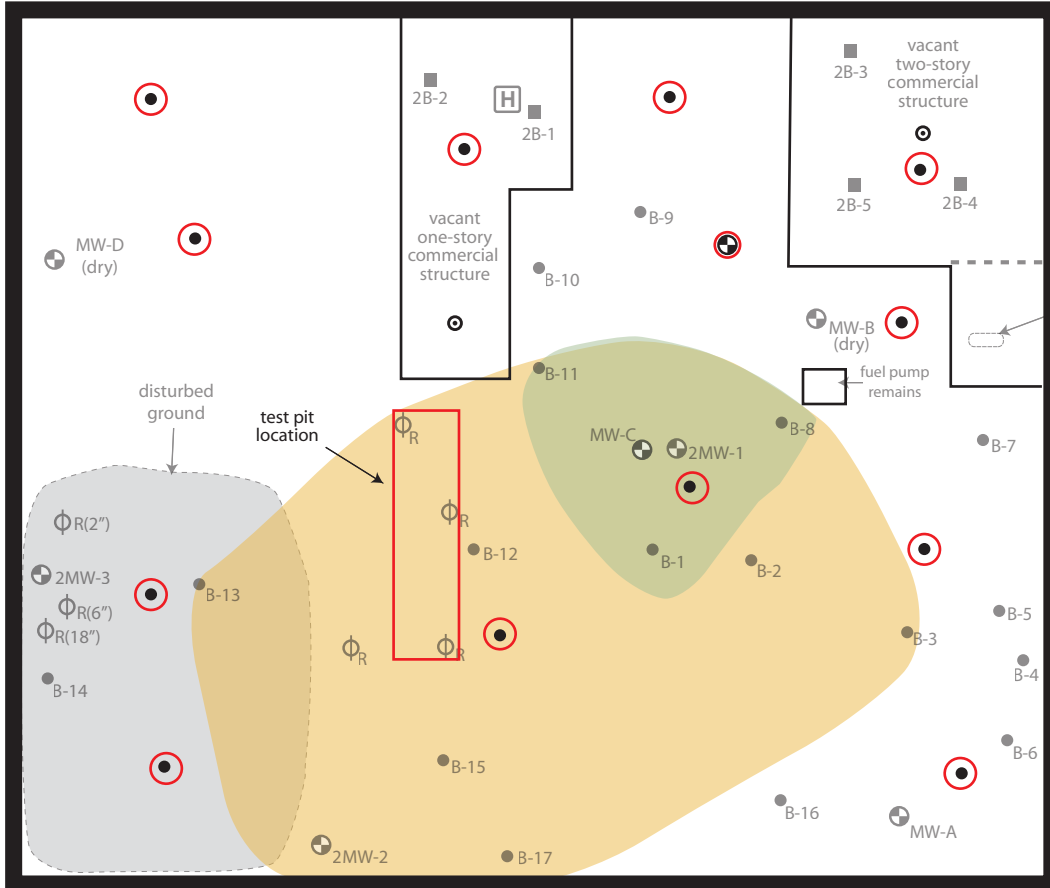 vacant
two-story
commercial
structure
2B-3
2B-2
H
2B-1
2B-5
2B-4
vacant
one-story
commercial
structure
B-9
MW-D
(dry)
B-10
MW-B
(dry)
B-11
fuel pump
remains
disturbed
ground
test pit
location
R
MW-C
2MW-1
B-8
B-7
R(2")
R
B-12
B-1
B-2
2MW-3
B-13
R(6")
R(18")
B-5
B-3
R
R
B-4
B-14
B-6
B-15
B-16
MW-A
2MW-2
B-17